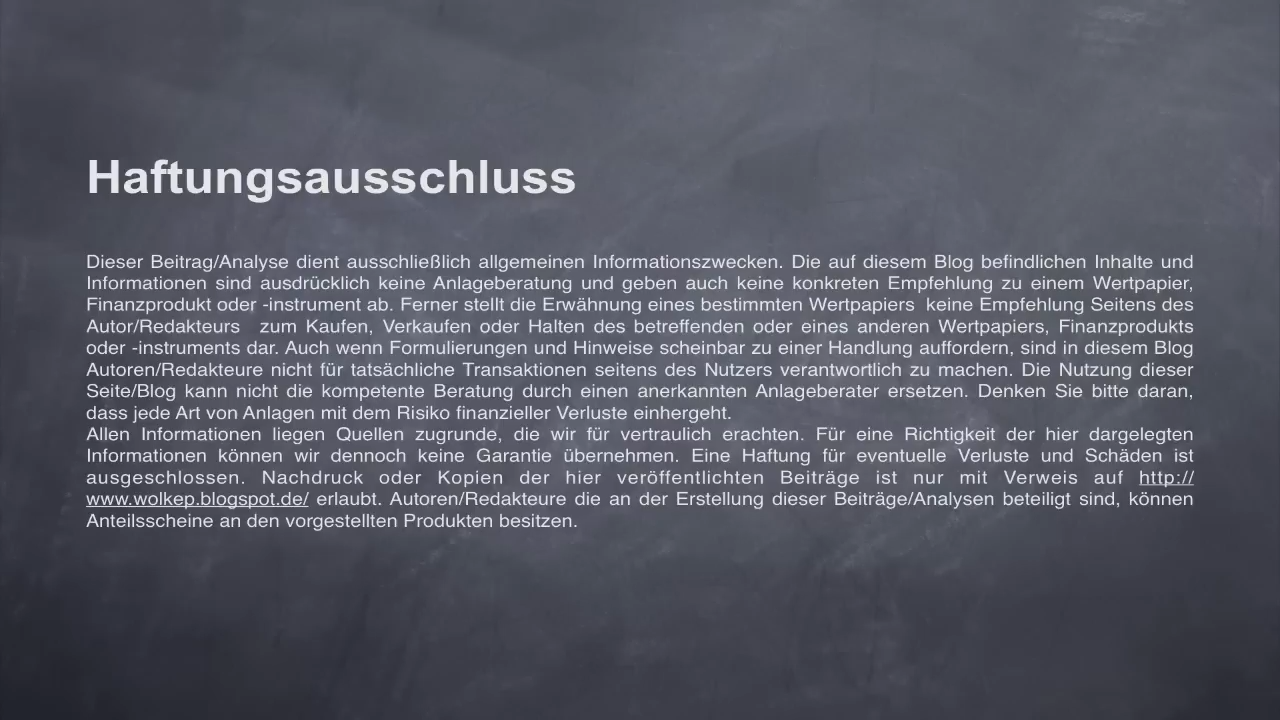 Haftungsausschluss
Dieser Beitrag/Analyse dient ausschließlich allgemeinen Informationszwecken. Die auf diesem Blog befindlichen Inhalte und
Informationen sind ausdrücklich keine Anlageberatung und geben auch keine konkreten Empfehlung zu einem Wertpapier,
Finanzprodukt oder -instrument ab. Ferner stellt die Erwähnung eines bestimmten Wertpapiers keine Empfehlung Seitens des
Autor/Redakteurs zum Kaufen, Verkaufen oder Halten des betreffenden oder eines anderen Wertpapiers, Finanzprodukts
oder -instruments dar. Auch wenn Formulierungen und Hinweise scheinbar zu einer Handlung auffordern, sind in diesem Blog
Autoren/Redakteure nicht für tatsächliche Transaktionen seitens des Nutzers verantwortlich zu machen. Die Nutzung dieser
Seite/Blog kann nicht die kompetente Beratung durch einen anerkannten Anlageberater ersetzen. Denken Sie bitte daran,
dass jede Art von Anlagen mit dem Risiko finanzieller Verluste einhergeht.
Allen Informationen liegen Quellen zugrunde, die wir für vertraulich erachten. Für eine Richtigkeit der hier dargelegten
Informationen können wir dennoch keine Garantie übernehmen. Eine Haftung für eventuelle Verluste und Schäden ist
ausgeschlossen. Nachdruck oder Kopien der hier veröffentlichten Beiträge ist nur mit Verweis auf http://
www.wolkep.blogspot.de/ erlaubt. Autoren/Redakteure die an der Erstellung dieser Beiträge/Analysen beteiligt sind, können
Anteilsscheine an den vorgestellten Produkten besitzen.